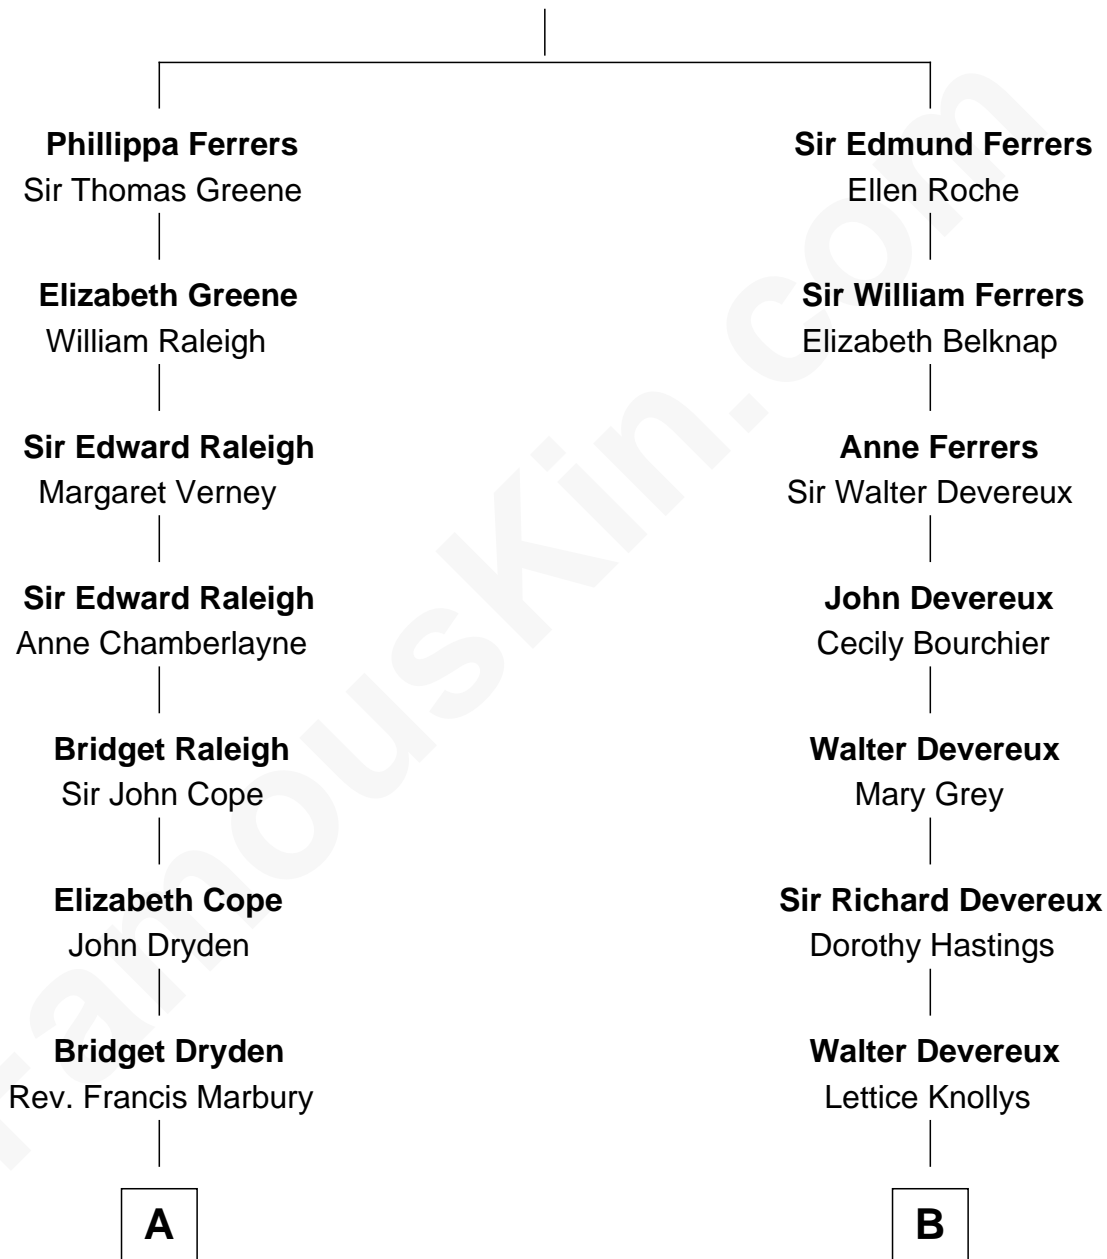 Phillippa Ferrers
Sir Thomas Greene
Elizabeth Greene
William Raleigh
Sir Edward Raleigh
Margaret Verney
Sir Edward Raleigh
Anne Chamberlayne
Bridget Raleigh
Sir John Cope
Elizabeth Cope
John Dryden
Bridget Dryden
Rev. Francis Marbury
A
Sir Edmund Ferrers
Ellen Roche
Sir William Ferrers
Elizabeth Belknap
Anne Ferrers
Sir Walter Devereux
John Devereux
Cecily Bourchier
Walter Devereux
Mary Grey
Sir Richard Devereux
Dorothy Hastings
Walter Devereux
Lettice Knollys
B
famouskin.com